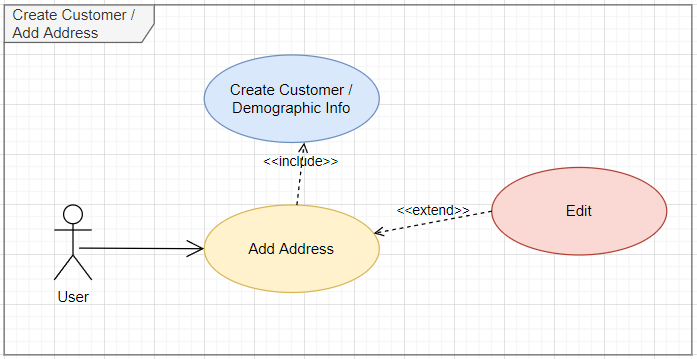 Create Customer /
Add Address
Create Customer /
Demographic Info
<<include>>
<<extend>>
Edit
Add Address
User